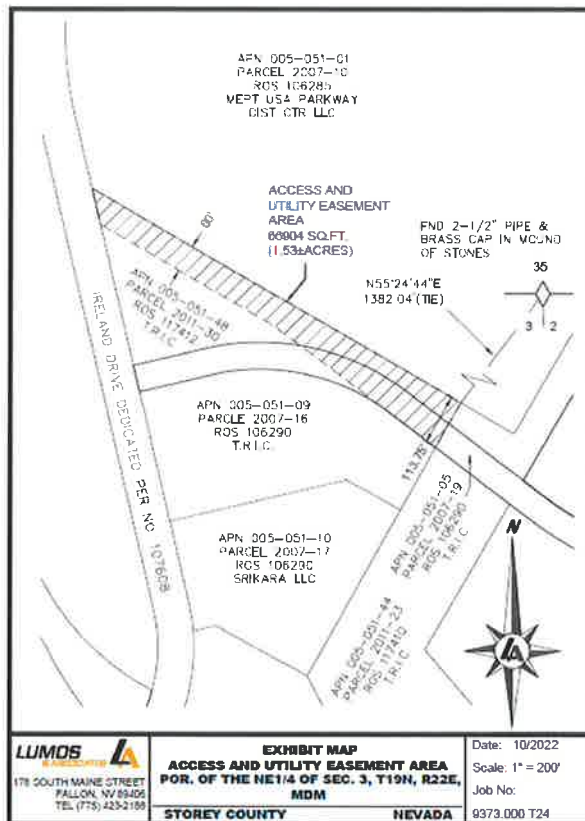 APN 005-051-01
PARCEL 2007-10
ROS 106285
MEPT USA PARKWAY
DIST CTR LLC
ACCESS AND
UTILITY EASEMENT
AREA
66904 SQ.FT.
(1.53±ACRES)
FND 2-1/2" PIPE &
BRASS CAP IN MOUND
OF STONES
N55°24'44"E
1382.04'(TIE)
35
3
2
60'
APN 005-051-48
PARCEL 2011-30
ROS 117412
T.R.I.C
IRELAND DRIVE DEDICATED PER NO. 107608
APN 005-051-09
PARCLE 2007-16
ROS 106290
T.R.I.C.
113.75'
APN 005-051-05
PARCEL 2007-19
ROS 106290
T.R.I.C
APN 005-051-10
PARCEL 2007-17
ROS 106290
SRIKARA LLC
APN 005-051-44
PARCEL 2011-23
ROS 117410
T.R.I.C
N
LA
LUMOS
& ASSOCIATES
178 SOUTH MAINE STREET
FALLON, NV 89406
TEL (775) 423-2188
EXHIBIT MAP
ACCESS AND UTILITY EASEMENT AREA
POR. OF THE NE1/4 OF SEC. 3, T19N, R22E,
MDM
STOREY COUNTY NEVADA
Date: 10/2022
Scale: 1" = 200'
Job No:
9373.000 T24